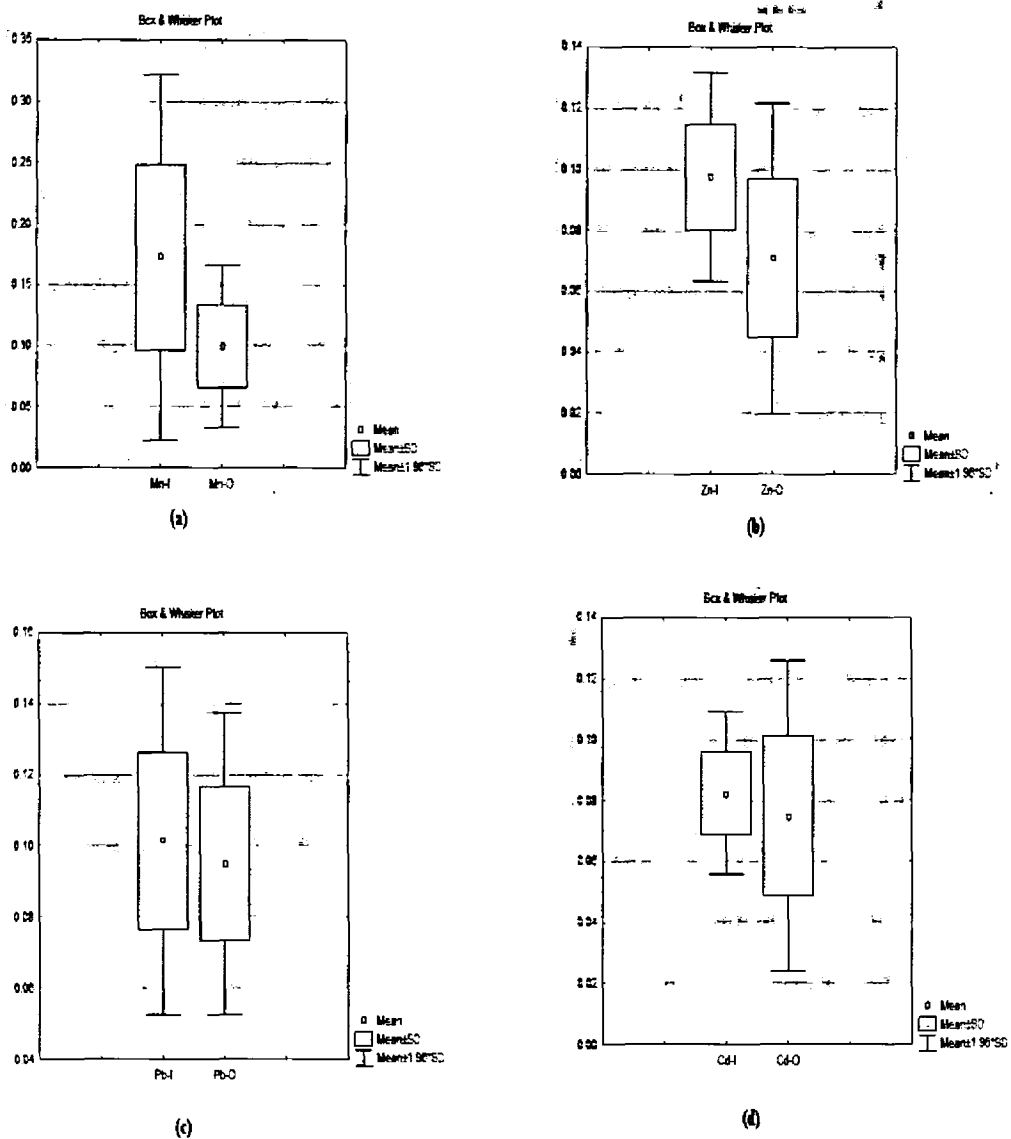 Box & Whisker Plot
0.35
0.30
0.25
0.20
0.15
0.10
0.05
0.00
Mn-I Mn-O
Mean
Mean±SD
Mean±1.96*SD
(a)
Box & Whisker Plot
0.14
0.12
0.10
0.08
0.06
0.04
0.02
0.00
Zn-I Zn-O
Mean
Mean±SD
Mean±1.96*SD
(b)
Box & Whisker Plot
0.16
0.14
0.12
0.10
0.08
0.06
0.04
Pb-I Pb-O
Mean
Mean±SD
Mean±1.96*SD
(c)
Box & Whisker Plot
0.14
0.12
0.10
0.08
0.06
0.04
0.02
0.00
Cd-I Cd-O
Mean
Mean±SD
Mean±1.96*SD
(d)